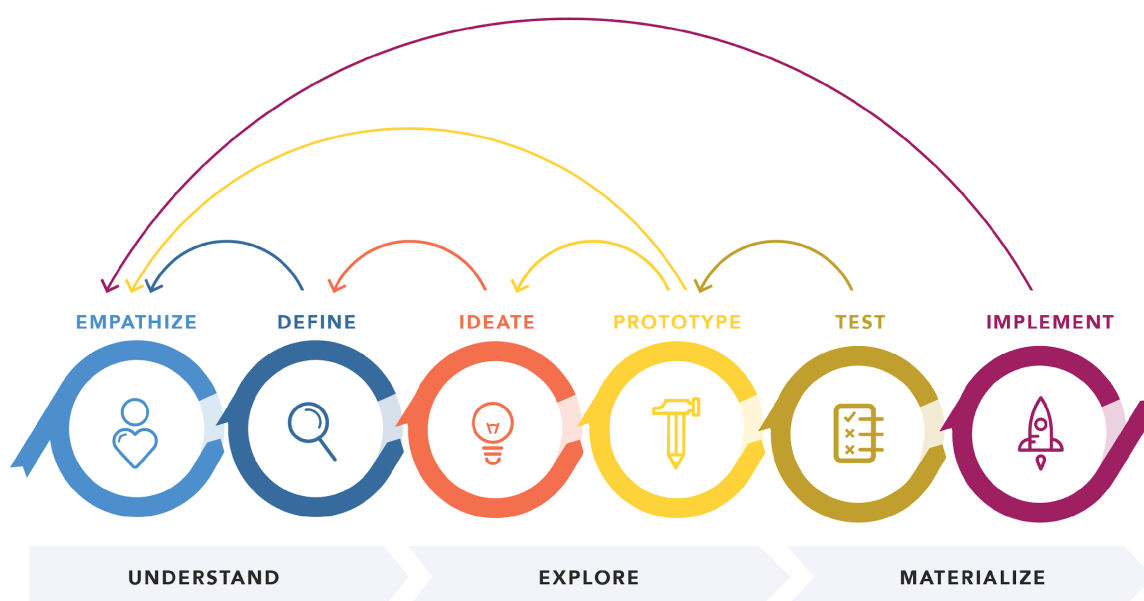 EMPATHIZE
DEFINE
IDEATE
PROTOTYPE
TEST
IMPLEMENT
UNDERSTAND
EXPLORE
MATERIALIZE